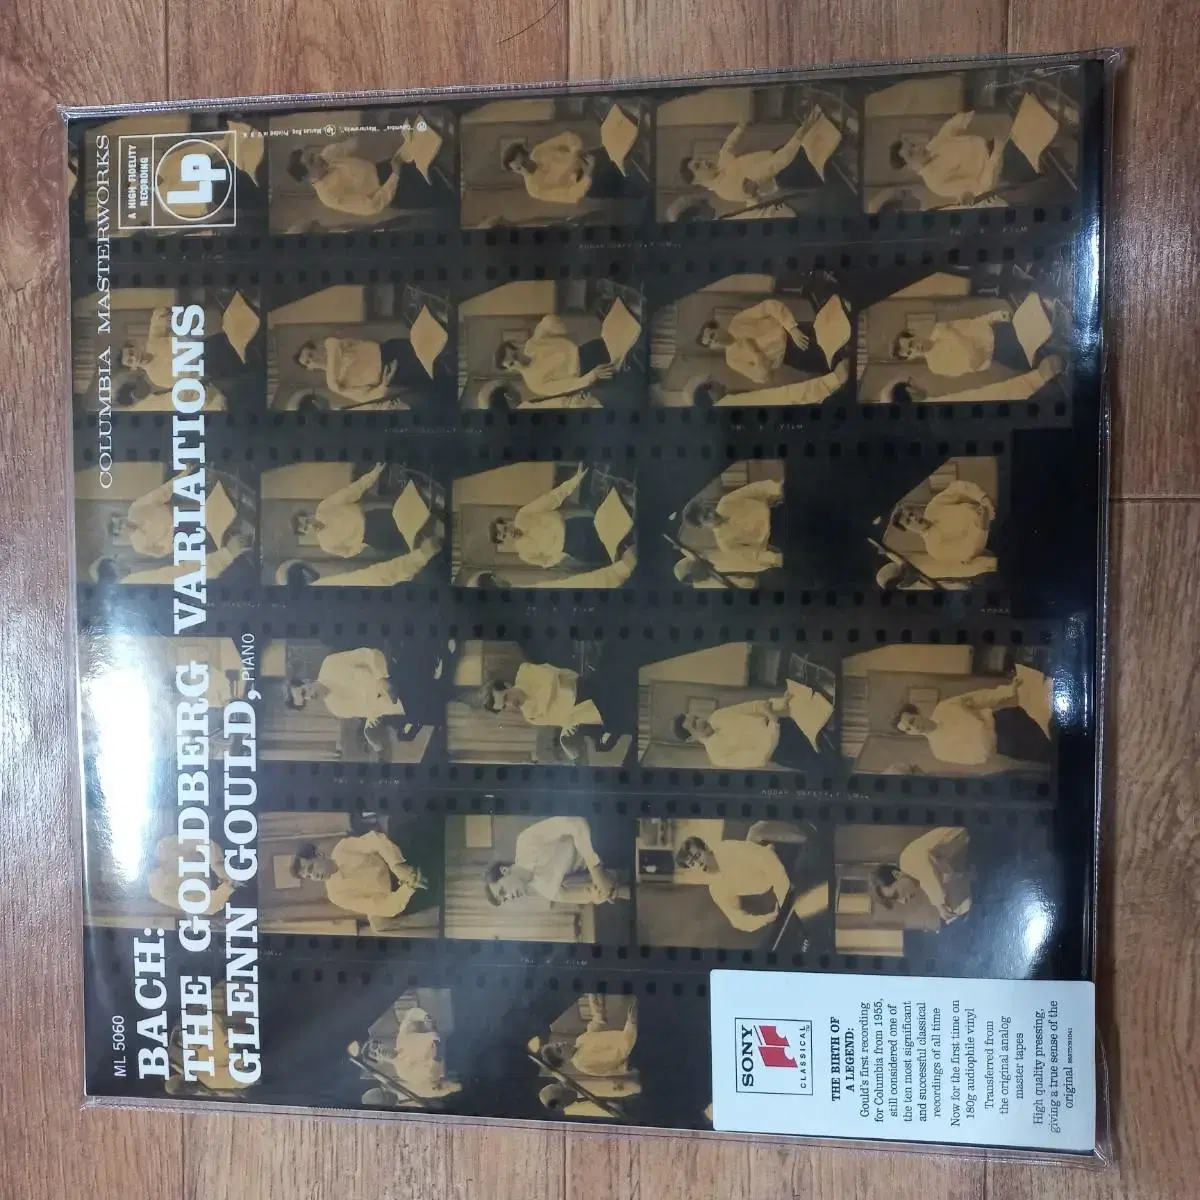 ML 5060
COLUMBIA MASTERWORKS
A HIGH FIDELITY
RECORDING
LP
BACH:
THE GOLDBERG VARIATIONS
GLENN GOULD, PIANO
SONY
CLASSICAL
THE BIRTH OF
A LEGEND:
Gould's first recording
for Columbia from 1955,
still considered one of
the ten most significant
and successful classical
recordings of all time
Now for the first time on
180g audiophile vinyl
Transferred from
the original analog
master tapes
High quality pressing,
giving a true sense of the
original